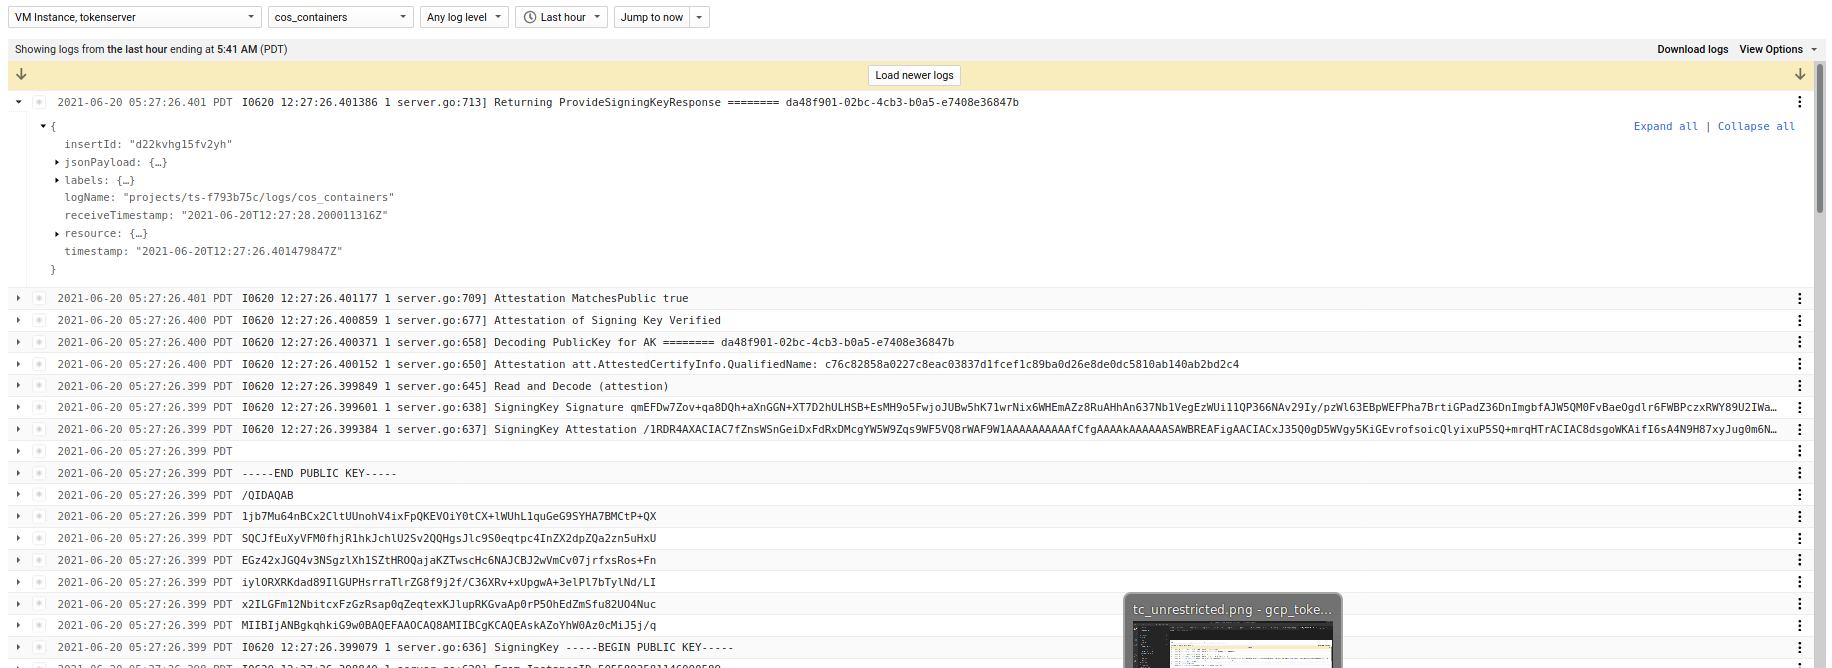 VM Instance, tokenserver cos_containers Any log level Last hour Jump to now
Showing logs from the last hour ending at 5:41 AM (PDT) Download logs View Options
Load newer logs
2021-06-20 05:27:26.401 PDT I0620 12:27:26.401386 1 server.go:713] Returning ProvideSigningKeyResponse ======== da48f901-02bc-4cb3-b0a5-e7408e36847b
{ Expand all | Collapse all
insertId: "d22kvhg15fv2yh"
jsonPayload: {…}
labels: {…}
logName: "projects/ts-f793b75c/logs/cos_containers"
receiveTimestamp: "2021-06-20T12:27:28.200011316Z"
resource: {…}
timestamp: "2021-06-20T12:27:26.401479847Z"
}
2021-06-20 05:27:26.401 PDT I0620 12:27:26.401177 1 server.go:709] Attestation MatchesPublic true
2021-06-20 05:27:26.400 PDT I0620 12:27:26.400859 1 server.go:677] Attestation of Signing Key Verified
2021-06-20 05:27:26.400 PDT I0620 12:27:26.400371 1 server.go:658] Decoding PublicKey for AK ======== da48f901-02bc-4cb3-b0a5-e7408e36847b
2021-06-20 05:27:26.400 PDT I0620 12:27:26.400152 1 server.go:650] Attestation att.AttestedCertifyInfo.QualifiedName: c76c82858a0227c8eac03837d1fcef1c89ba0d26e8de0dc5810ab140ab2bd2c4
2021-06-20 05:27:26.399 PDT I0620 12:27:26.399849 1 server.go:645] Read and Decode (attestion)
2021-06-20 05:27:26.399 PDT I0620 12:27:26.399601 1 server.go:638] SigningKey Signature qmEFDw7Zov+qa8DQh+aXnGGN+XT7D2hULHSB+EsMH9o5FwjoJUBw5hK71wrNix6WHEmAZz8RuAHhAn637Nb1VegEzWUi11QP366NAv29Iy/pzWl63EBpWEFPha7BrtiGPadZ36DnImgbfAJW5QM0FvBaeOgdlr6FWBPczxRWY89U2IWa…
2021-06-20 05:27:26.399 PDT I0620 12:27:26.399384 1 server.go:637] SigningKey Attestation /1RDR4AXACIAC7fZnsWSnGeiDxFdRxDMcgYW5W9Zqs9WF5VQ8rWAF9W1AAAAAAAAAAfCfgAAAAkAAAAAASAWBREAFigAACIACxJ35Q0gD5WVgy5KiGEvrofsoicQlyixuP5SQ+mrqHTrACIAC8dsgoWKAifI6sA4N9H87xyJug0m6N…
2021-06-20 05:27:26.399 PDT
2021-06-20 05:27:26.399 PDT -----END PUBLIC KEY-----
2021-06-20 05:27:26.399 PDT /QIDAQAB
2021-06-20 05:27:26.399 PDT 1jb7Mu64nBCx2CltUUnohV4ixFpQKEVOiY0tCX+lWUhL1quGeG9SYHA7BMCtP+QX
2021-06-20 05:27:26.399 PDT SQCJfEuXyVFM0fhjR1hkJchlU2Sv2QQHgsJlc9S0eqtpc4InZX2dpZQa2zn5uHxU
2021-06-20 05:27:26.399 PDT EGz42xJGQ4v3NSgzlXh1SZtHROQajaKZTwscHc6NAJCBJ2wVmCv07jrfxsRos+Fn
2021-06-20 05:27:26.399 PDT iylORXRKdad89IlGUPHsrraTlrZG8f9j2f/C36XRv+xUpgwA+3elPl7bTylNd/LI
2021-06-20 05:27:26.399 PDT x2ILGFm12NbitcxFzGzRsap0qZeqtexKJlupRKGvaAp0rP5OhEdZmSfu82UO4Nuc
2021-06-20 05:27:26.399 PDT MIIBIjANBgkqhkiG9w0BAQEFAAOCAQ8AMIIBCgKCAQEAskAZoYhW0Az0cMiJ5j/q
2021-06-20 05:27:26.399 PDT I0620 12:27:26.399079 1 server.go:636] SigningKey -----BEGIN PUBLIC KEY-----
tc_unrestricted.png - gcp_toke…